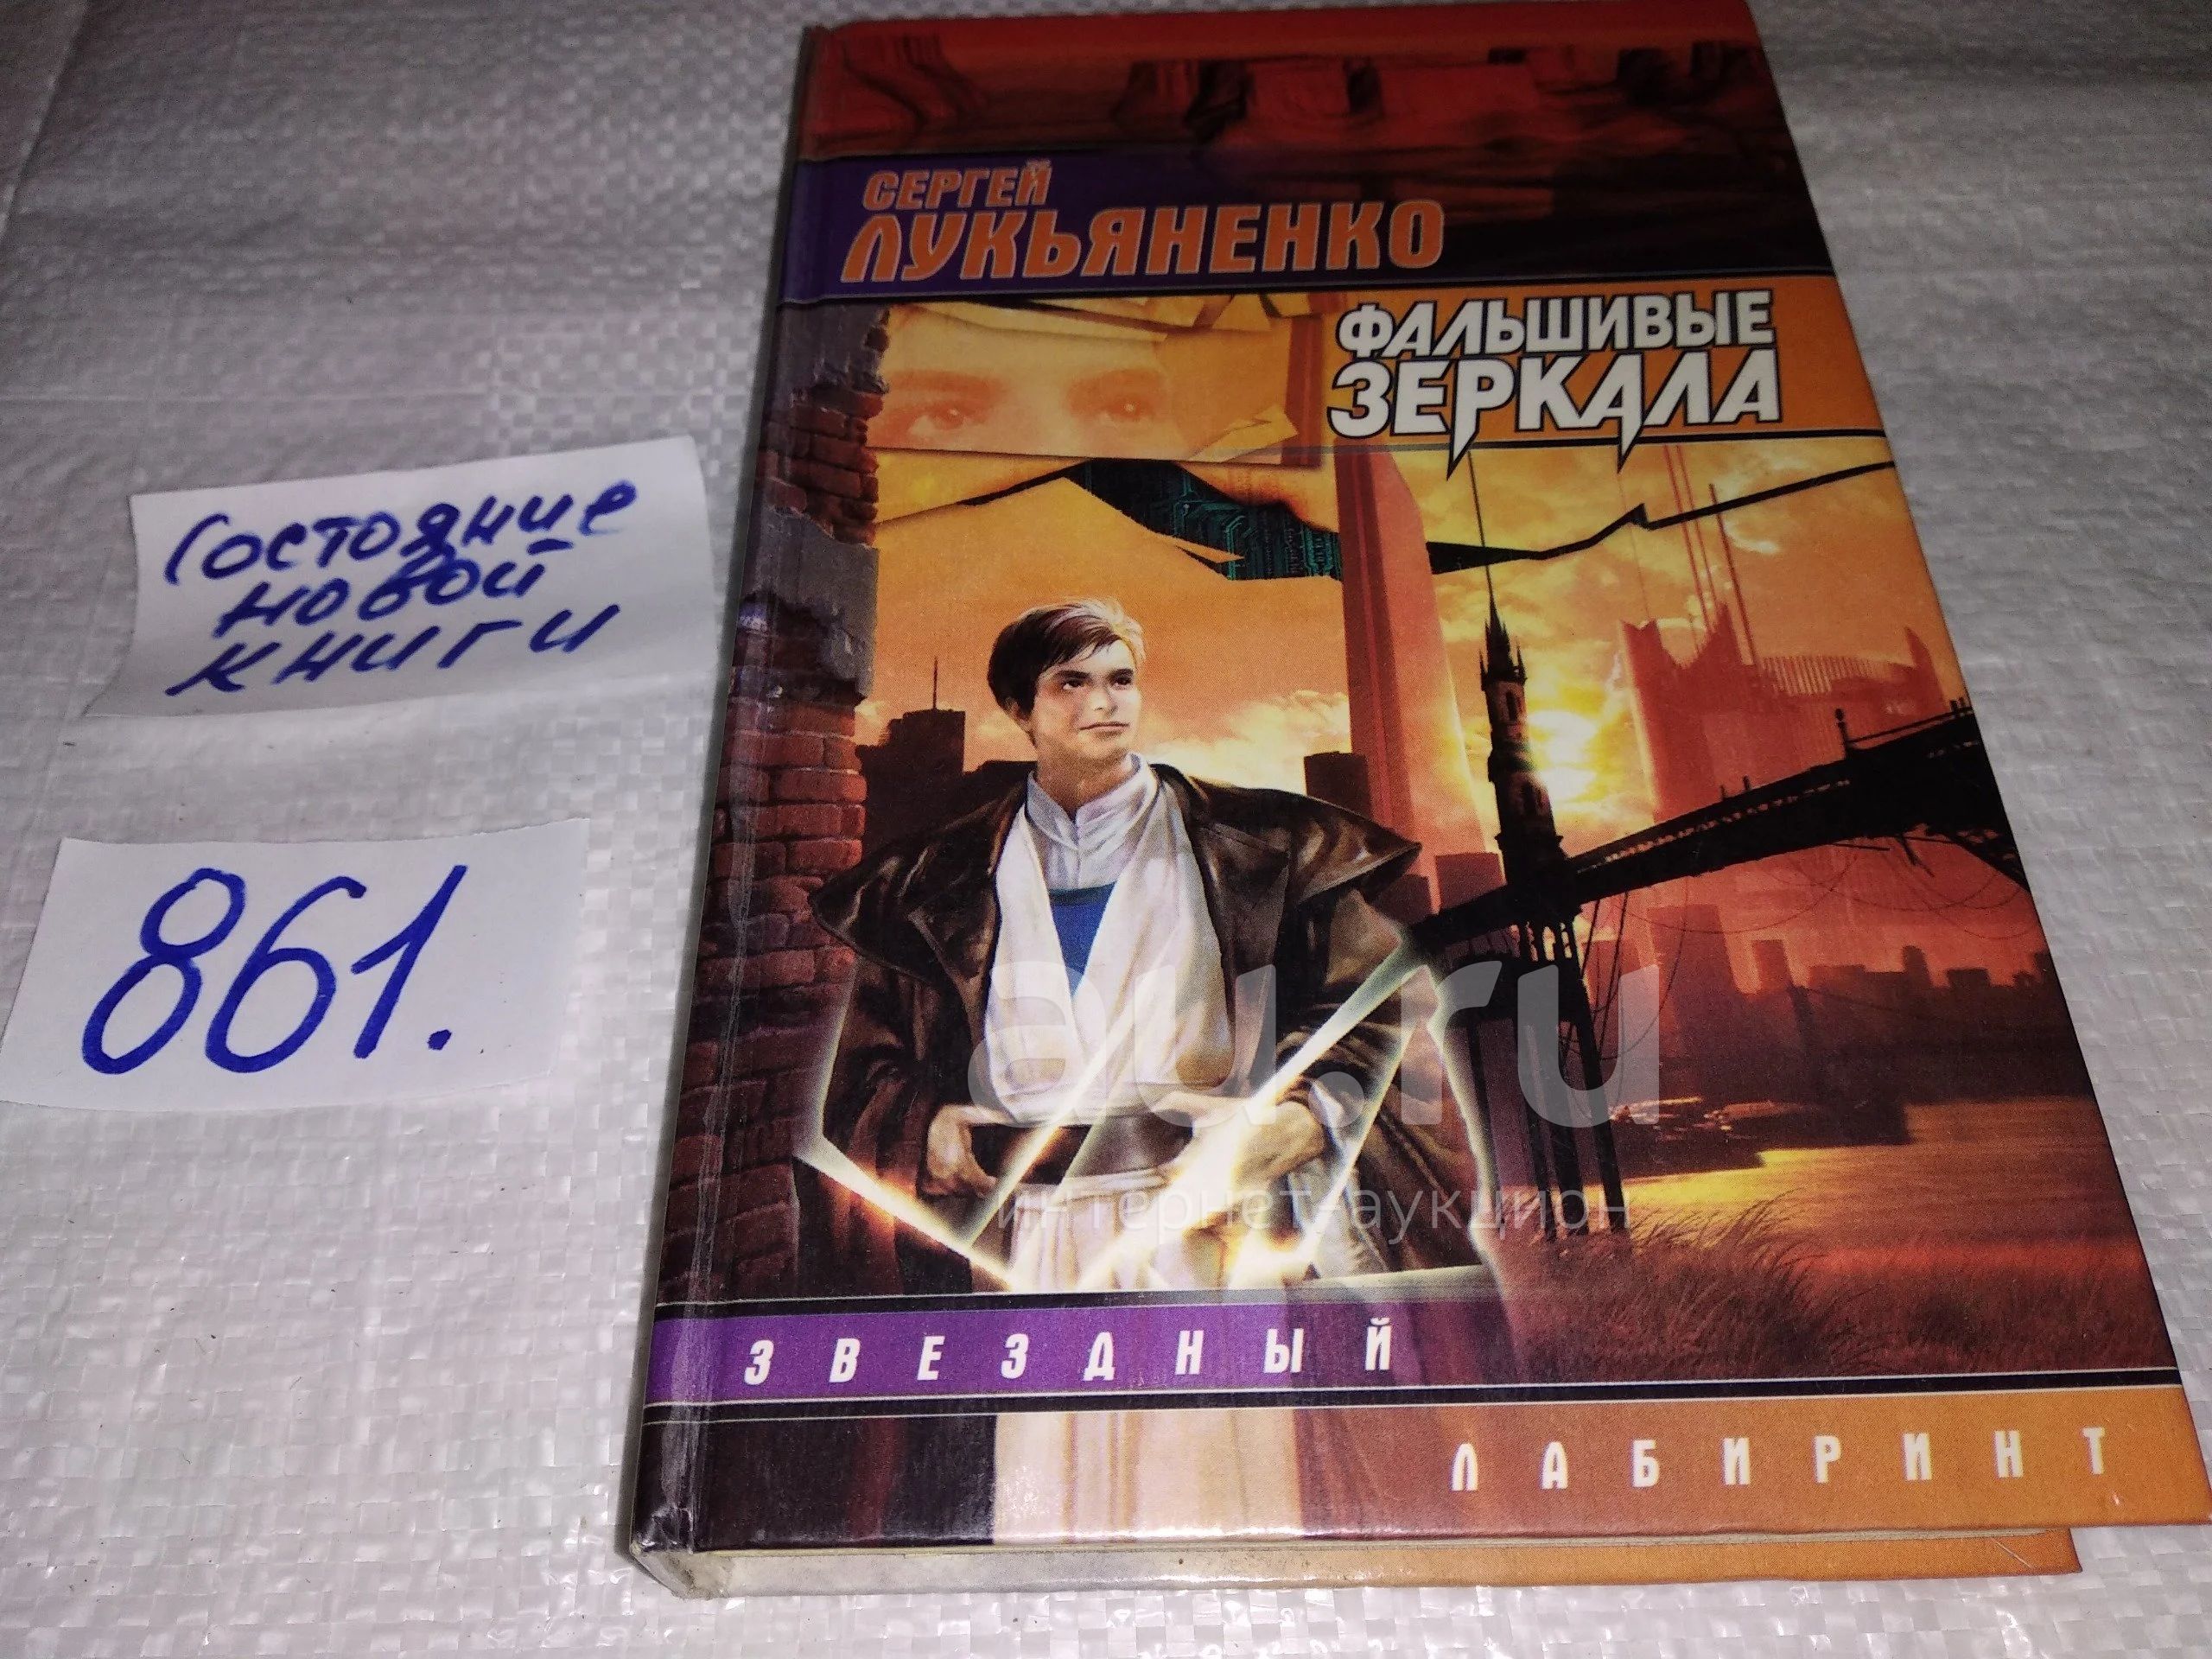 СЕРГЕЙ
ЛУКЬЯНЕНКО
ФАЛЬШИВЫЕ
ЗЕРКАЛА
Состояние
новой
книги
861.
au.ru
интернет-аукцион
ЗВЕЗДНЫЙ
ЛАБИРИНТ